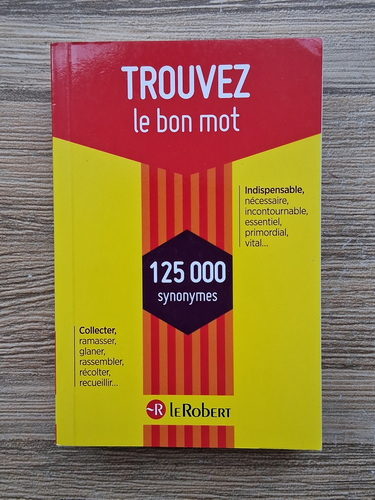 TROUVEZ
le bon mot
Indispensable,
nécessaire,
incontournable,
essentiel,
primordial,
vital...
125 000
synonymes
Collecter,
ramasser,
glaner,
rassembler,
récolter,
recueillir...
R LEROBERT